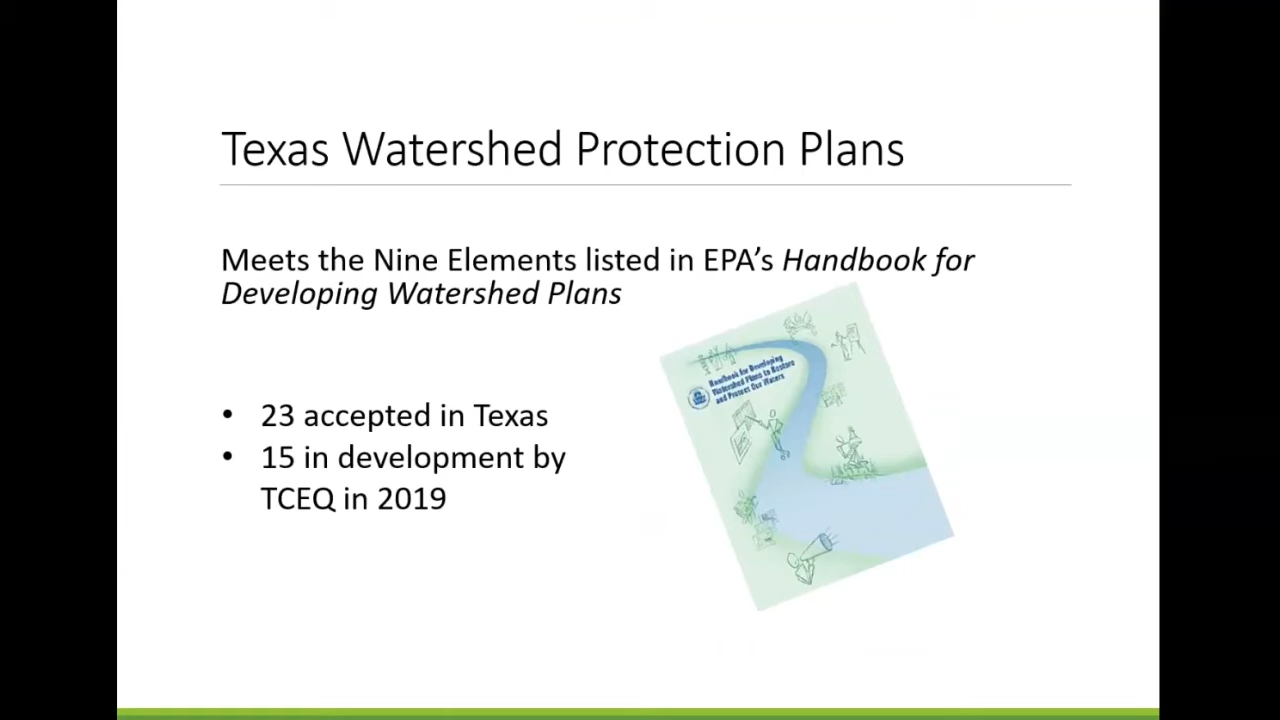 Texas Watershed Protection Plans
Meets the Nine Elements listed in EPA’s Handbook for
Developing Watershed Plans
• 23 accepted in Texas
• 15 in development by
TCEQ in 2019
Handbook for Developing
Watershed Plans to Restore
and Protect Our Waters